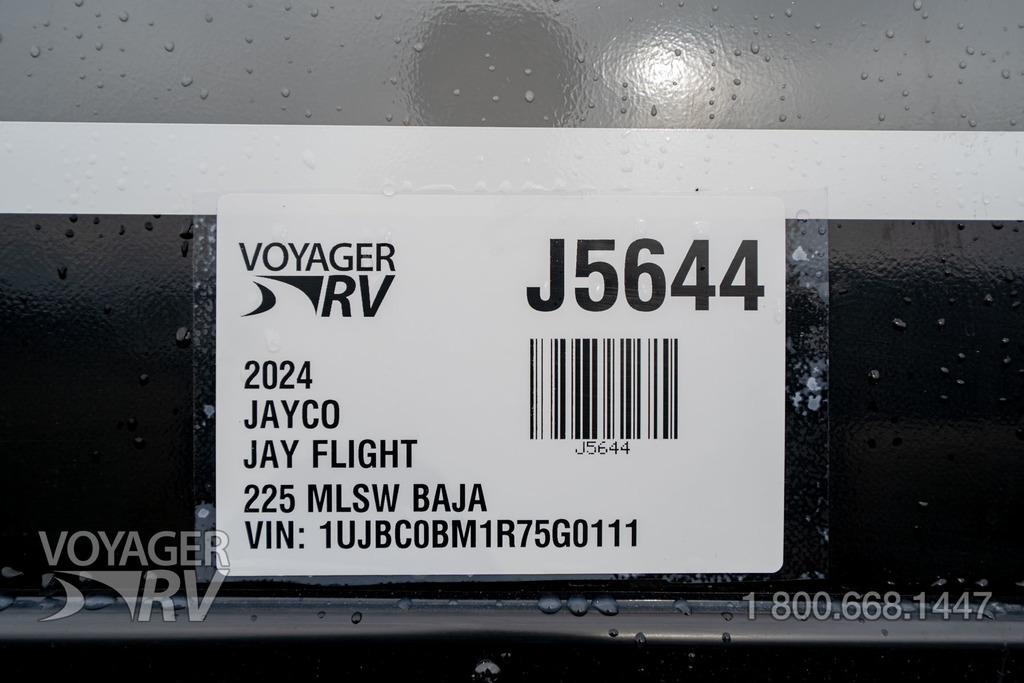 VOYAGER
RV
J5644
J5644
2024
JAYCO
JAY FLIGHT
225 MLSW BAJA
VIN: 1UJBC0BM1R75G0111
VOYAGER
RV
1 800.668.1447